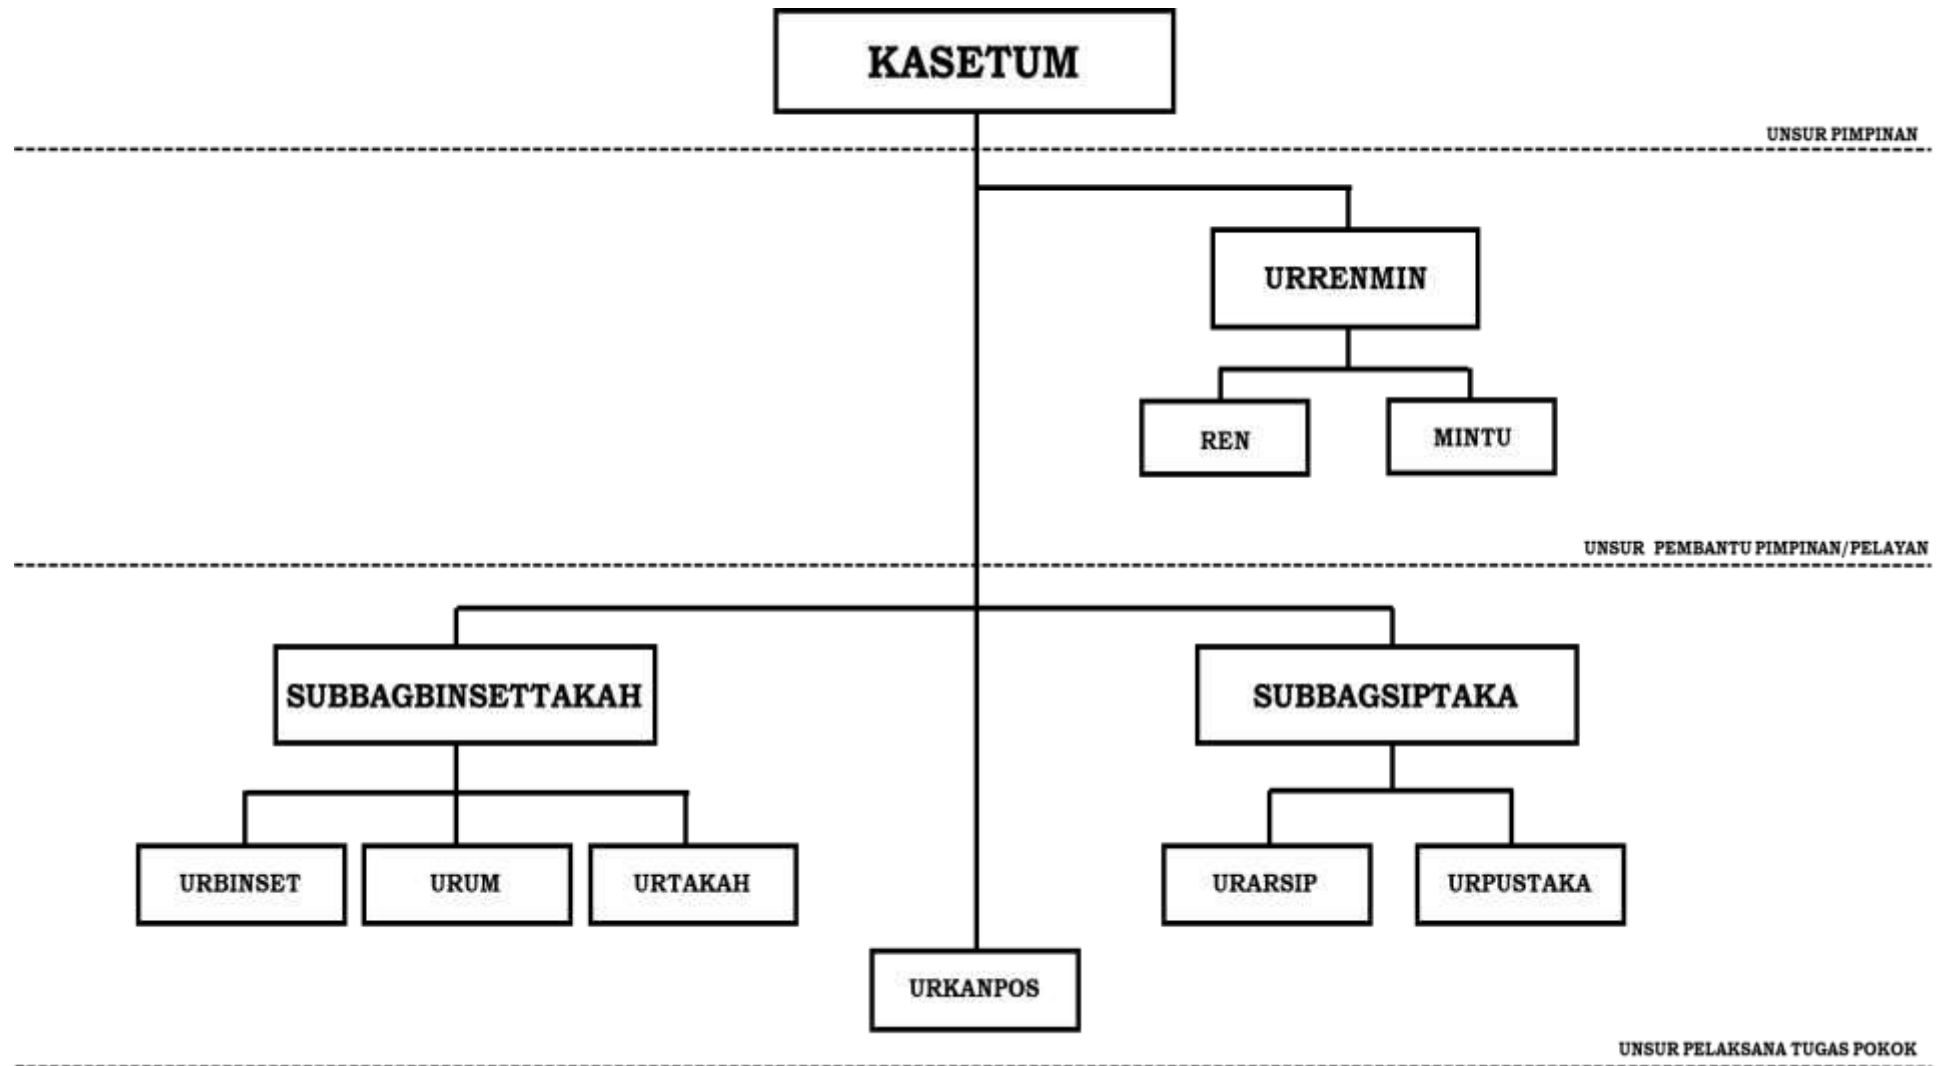 KASETUM
UNSUR PIMPINAN
URRENMIN
REN
MINTU
UNSUR PEMBANTU PIMPINAN/PELAYAN
SUBBAGBINSETTAKAH
SUBBAGSIPTAKA
URBINSET
URUM
URTAKAH
URARSIP
URPUSTAKA
URKANPOS
UNSUR PELAKSANA TUGAS POKOK